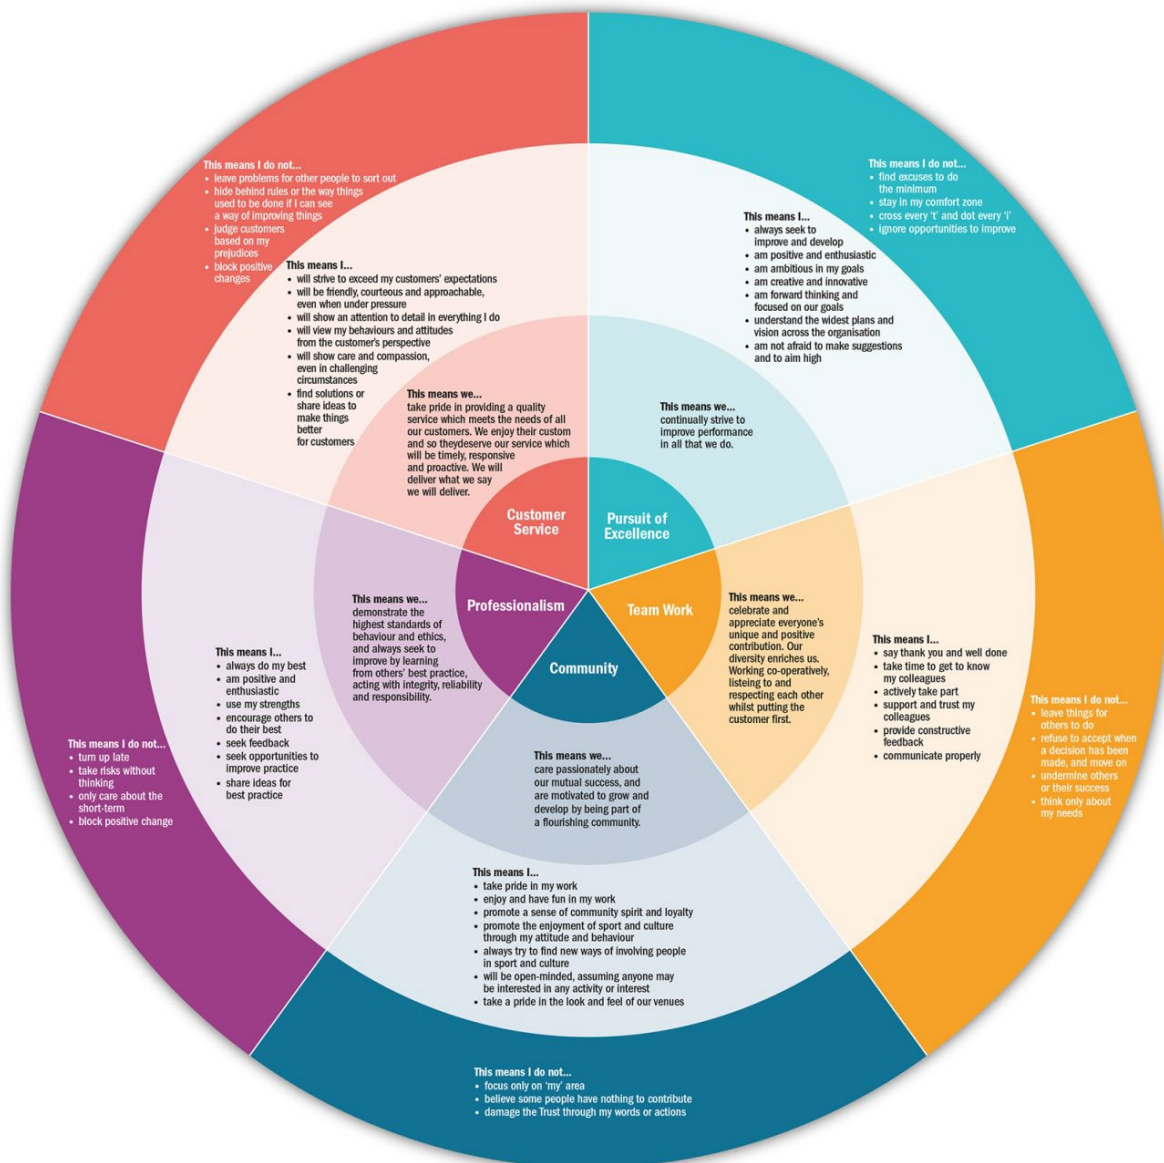 This means I do not...
• leave problems for other people to sort out
• hide behind rules or the way things
used to be done if I can see
a way of improving things
• judge customers
based on my
prejudices
• block positive
changes
This means I...
• will strive to exceed my customers' expectations
• will be friendly, courteous and approachable,
even when under pressure
• will show an attention to detail in everything I do
• will view my behaviours and attitudes
from the customer's perspective
• will show care and compassion,
even in challenging
circumstances
• find solutions or
share ideas to
make things
better
for customers
This means we...
take pride in providing a quality
service which meets the needs of all
our customers. We enjoy their custom
and so theydeserve our service which
will be timely, responsive
and proactive. We will
deliver what we say
we will deliver.
Customer
Service
This means I do not...
• find excuses to do
the minimum
• stay in my comfort zone
• cross every 't' and dot every 'i'
• ignore opportunities to improve
This means I...
• always seek to
improve and develop
• am positive and enthusiastic
• am ambitious in my goals
• am creative and innovative
• am forward thinking and
focused on our goals
• understand the widest plans and
vision across the organisation
• am not afraid to make suggestions
and to aim high
This means we...
continually strive to
improve performance
in all that we do.
Pursuit of
Excellence
Team Work
This means we...
celebrate and
appreciate everyone's
unique and positive
contribution. Our
diversity enriches us.
Working co-operatively,
listeing to and
respecting each other
whilst putting the
customer first.
This means I...
• say thank you and well done
• take time to get to know
my colleagues
• actively take part
• support and trust my
colleagues
• provide constructive
feedback
• communicate properly
This means I do not...
• leave things for
others to do
• refuse to accept when
a decision has been
made, and move on
• undermine others
or their success
• think only about
my needs
Professionalism
This means we...
demonstrate the
highest standards of
behaviour and ethics,
and always seek to
improve by learning
from others' best practice,
acting with integrity, reliability
and responsibility.
This means I...
• always do my best
• am positive and
enthusiastic
• use my strengths
• encourage others to
do their best
• seek feedback
• seek opportunities to
improve practice
• share ideas for
best practice
This means I do not...
• turn up late
• take risks without
thinking
• only care about the
short-term
• block positive change
Community
This means we...
care passionately about
our mutual success, and
are motivated to grow and
develop by being part of
a flourishing community.
This means I...
• take pride in my work
• enjoy and have fun in my work
• promote a sense of community spirit and loyalty
• promote the enjoyment of sport and culture
through my attitude and behaviour
• always try to find new ways of involving people
in sport and culture
• will be open-minded, assuming anyone may
be interested in any activity or interest
• take a pride in the look and feel of our venues
This means I do not...
• focus only on 'my' area
• believe some people have nothing to contribute
• damage the Trust through my words or actions